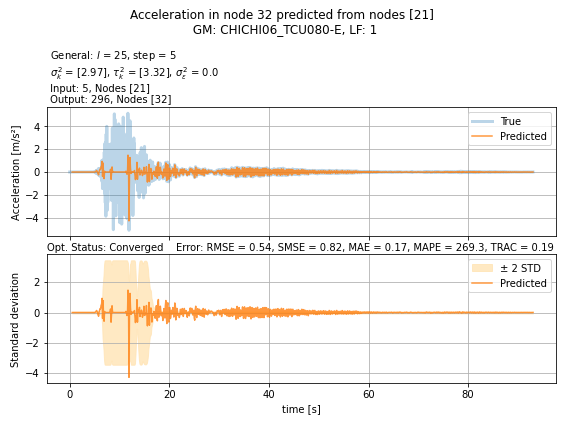 Acceleration in node 32 predicted from nodes [21]
GM: CHICHI06_TCU080-E, LF: 1
General: l = 25, step = 5
σ²ₖ = [2.97], τ²ₖ = [3.32], σ²ε = 0.0
Input: 5, Nodes [21]
Output: 296, Nodes [32]
Acceleration [m/s²]
4
2
0
−2
−4
True
Predicted
Opt. Status: Converged
Error: RMSE = 0.54, SMSE = 0.82, MAE = 0.17, MAPE = 269.3, TRAC = 0.19
Standard deviation
2
0
−2
−4
± 2 STD
Predicted
0
20
40
60
80
time [s]